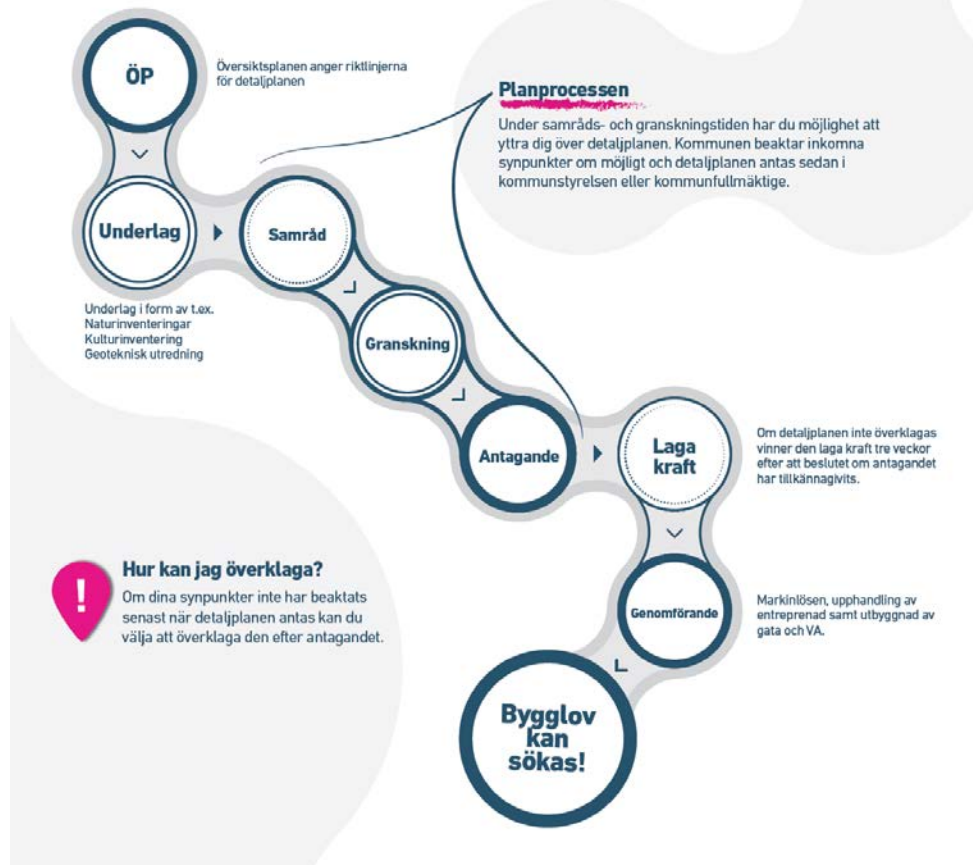 ÖP
Översiktsplanen anger riktlinjerna
för detaljplanen
Planprocessen
Under samråds- och granskningstiden har du möjlighet att
yttra dig över detaljplanen. Kommunen beaktar inkomna
synpunkter om möjligt och detaljplanen antas sedan i
kommunstyrelsen eller kommunfullmäktige.
Underlag
Samråd
Underlag i form av t.ex.
Naturinventeringar
Kulturinventering
Geoteknisk utredning
Granskning
Antagande
Laga
kraft
Om detaljplanen inte överklagas
vinner den laga kraft tre veckor
efter att beslutet om antagandet
har tillkännagivits.
!
Hur kan jag överklaga?
Om dina synpunkter inte har beaktats
senast när detaljplanen antas kan du
välja att överklaga den efter antagandet.
Genomförande
Markinlösen, upphandling av
entreprenad samt utbyggnad av
gata och VA.
Bygglov
kan
sökas!